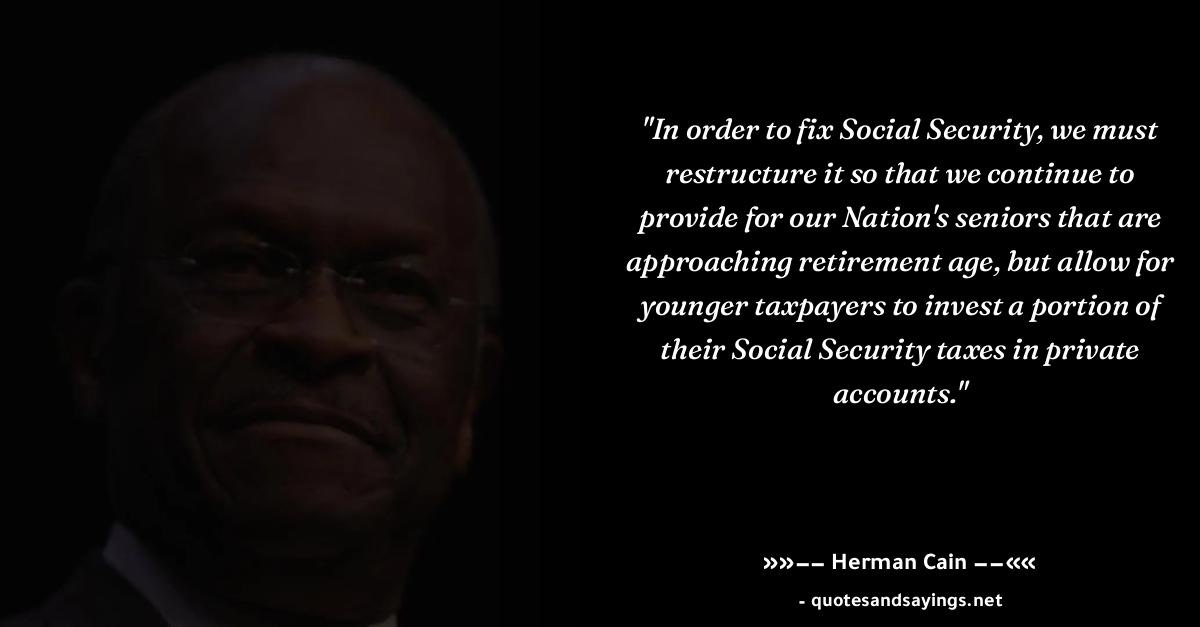 "In order to fix Social Security, we must
restructure it so that we continue to
provide for our Nation's seniors that are
approaching retirement age, but allow for
younger taxpayers to invest a portion of
their Social Security taxes in private
accounts."
»»−− Herman Cain −−««
- quotesandsayings.net